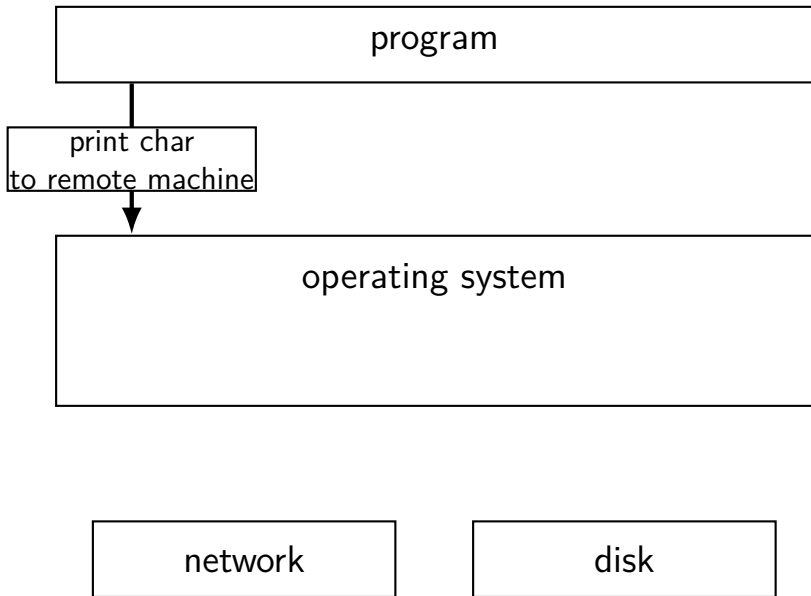 program
print char
to remote machine
operating system
network
disk